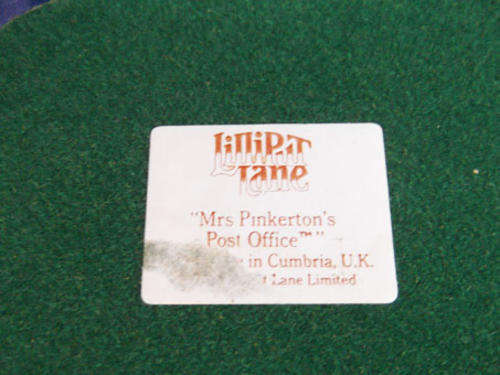 Lilliput
Lane
"Mrs Pinkerton's
Post Office™"
in Cumbria, U.K.
Lane Limited